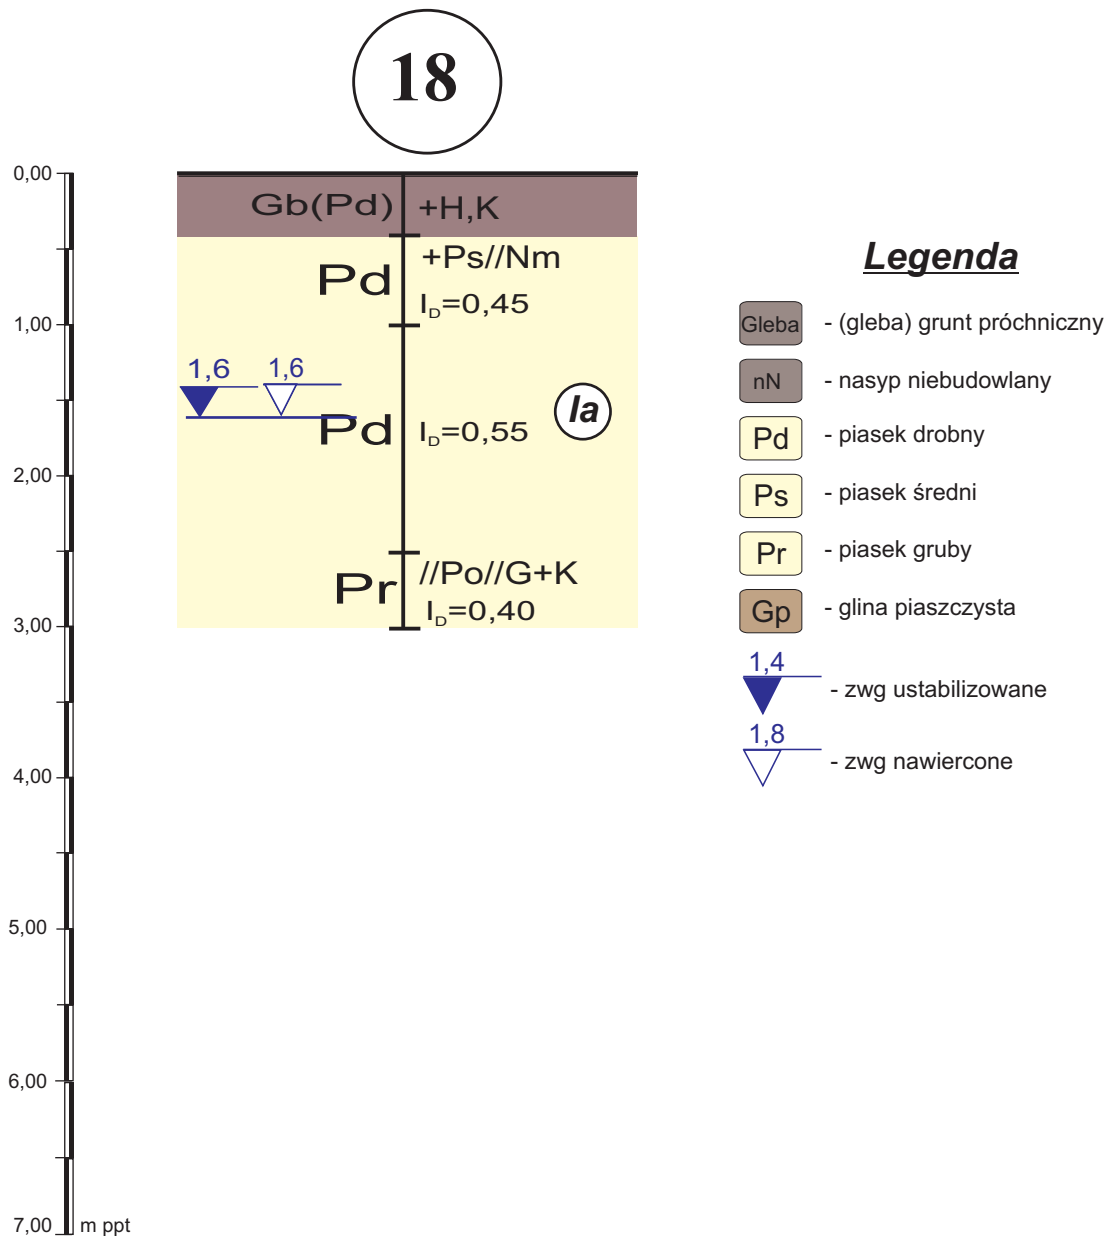 18
0,00
Gb(Pd) +H,K
Pd +Ps//Nm
I_D=0,45
1,00
1,6 1,6
Pd I_D=0,55 Ia
2,00
Pr //Po//G+K
I_D=0,40
3,00
4,00
5,00
6,00
7,00 m ppt
Legenda
Gleba - (gleba) grunt próchniczny
nN - nasyp niebudowlany
Pd - piasek drobny
Ps - piasek średni
Pr - piasek gruby
Gp - glina piaszczysta
1,4
- zwg ustabilizowane
1,8
- zwg nawiercone